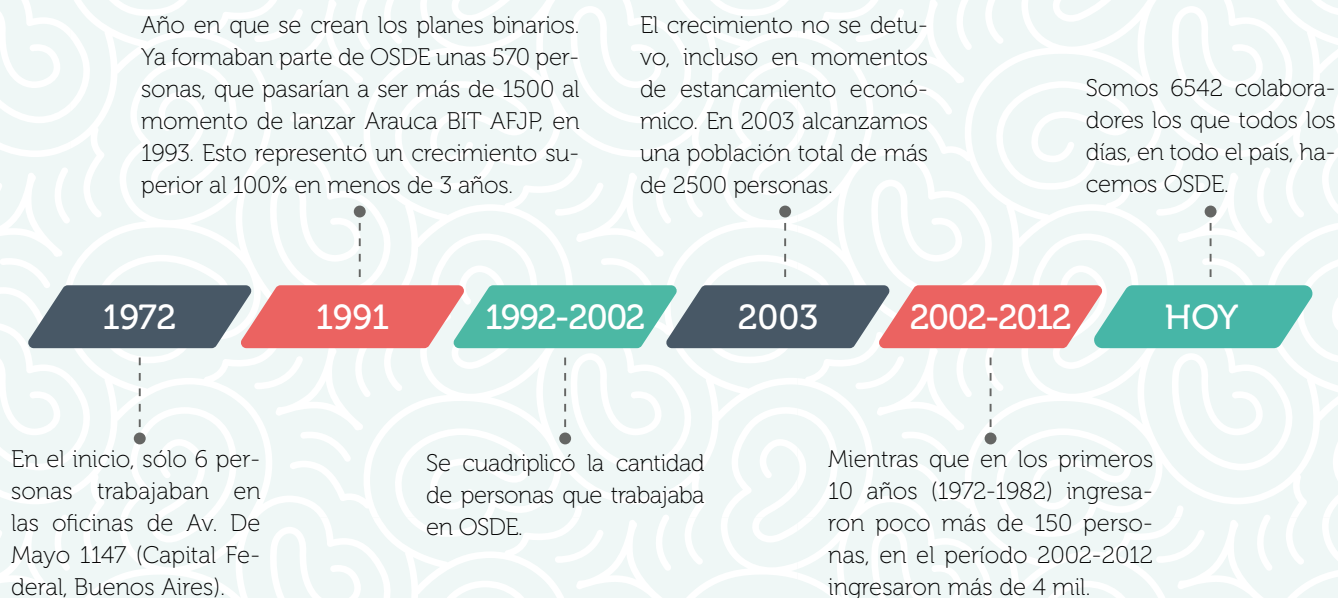 Año en que se crean los planes binarios.
Ya formaban parte de OSDE unas 570 per-
sonas, que pasarían a ser más de 1500 al
momento de lanzar Arauca BIT AFJP, en
1993. Esto representó un crecimiento su-
perior al 100% en menos de 3 años.
El crecimiento no se detu-
vo, incluso en momentos
de estancamiento econó-
mico. En 2003 alcanzamos
una población total de más
de 2500 personas.
Somos 6542 colabora-
dores los que todos los
días, en todo el país, ha-
cemos OSDE.
1972
1991
1992-2002
2003
2002-2012
HOY
En el inicio, sólo 6 per-
sonas trabajaban en
las oficinas de Av. De
Mayo 1147 (Capital Fe-
deral, Buenos Aires).
Se cuadriplicó la cantidad
de personas que trabajaba
en OSDE.
Mientras que en los primeros
10 años (1972-1982) ingresa-
ron poco más de 150 perso-
nas, en el período 2002-2012
ingresaron más de 4 mil.